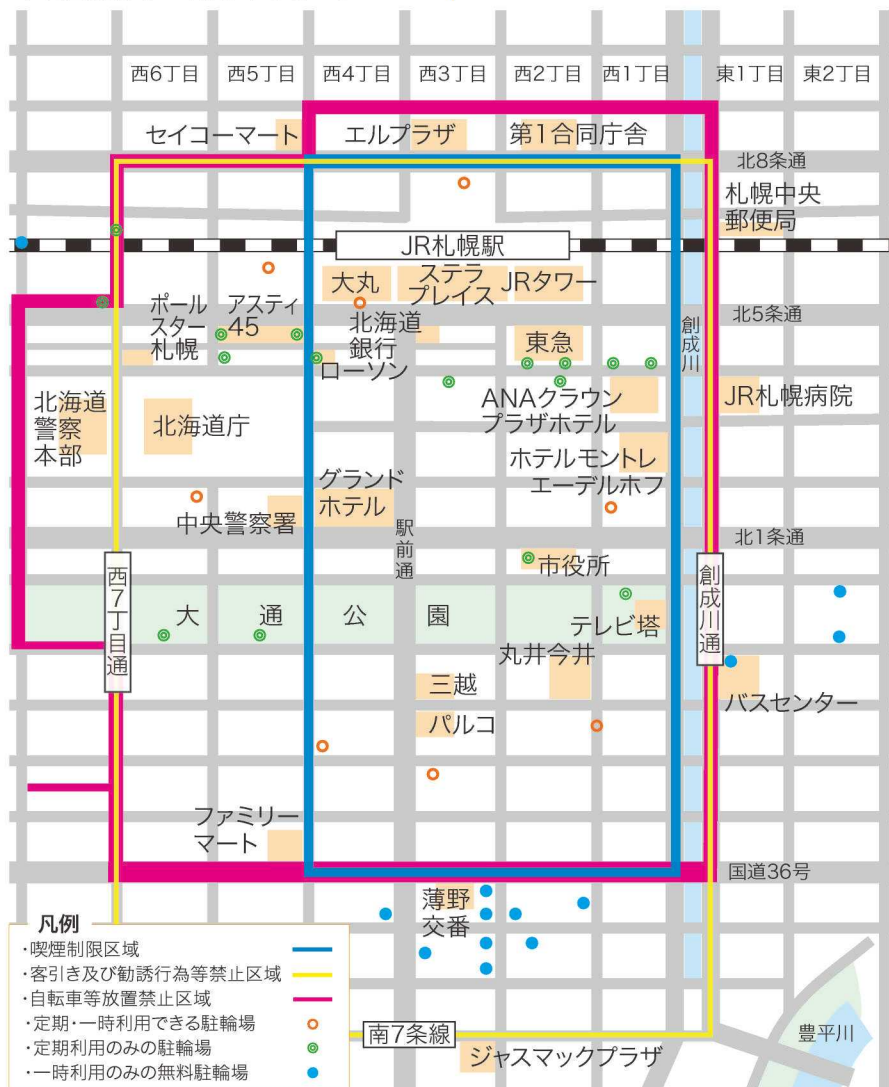 西6丁目
西5丁目
西4丁目
西3丁目
西2丁目
西1丁目
東1丁目
東2丁目
セイコーマート
エルプラザ
第1合同庁舎
北8条通
札幌中央
郵便局
JR札幌駅
大丸
ステラ
プレイス
JRタワー
ポール
スター
札幌
アスティ
45
北海道
銀行
ローソン
東急
創成川
北5条通
北海道
警察
本部
北海道庁
ANAクラウン
プラザホテル
JR札幌病院
ホテルモントレ
エーデルホフ
グランド
ホテル
中央警察署
駅前通
北1条通
市役所
西7丁目通
大通公園
創成川通
テレビ塔
丸井今井
三越
パルコ
バスセンター
ファミリー
マート
国道36号
薄野
交番
凡例
・喫煙制限区域
・客引き及び勧誘行為等禁止区域
・自転車等放置禁止区域
・定期・一時利用できる駐輪場
・定期利用のみの駐輪場
・一時利用のみの無料駐輪場
南7条線
ジャスマックプラザ
豊平川